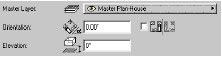 Master Layer: Master Plan-House
Orientation: 0.00°
Elevation: 0"